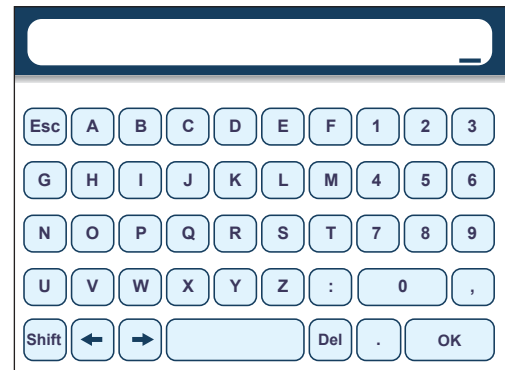 _
Esc A B C D E F 1 2 3
G H I J K L M 4 5 6
N O P Q R S T 7 8 9
U V W X Y Z : 0 ,
Shift ← → Del . OK